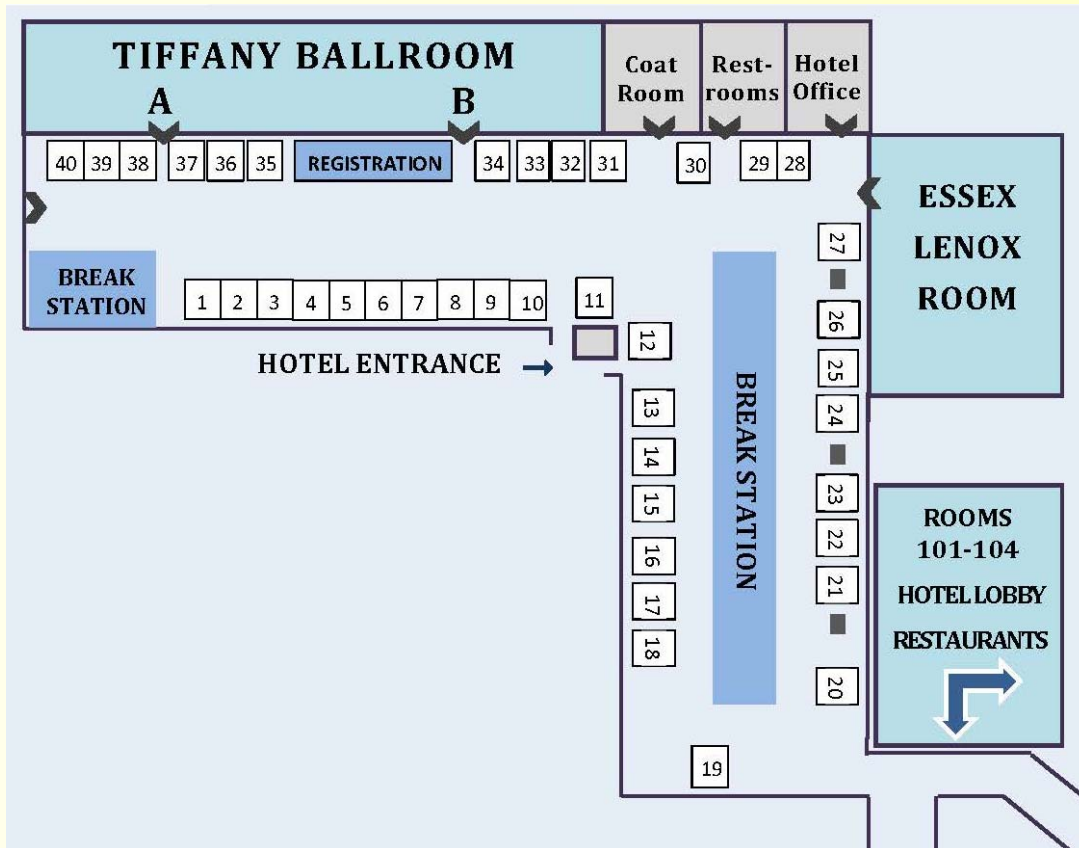 TIFFANY BALLROOM
A B
Coat
Room
Rest-
rooms
Hotel
Office
40 39 38 37 36 35 REGISTRATION 34 33 32 31 30 29 28
ESSEX
LENOX
ROOM
BREAK
STATION
1 2 3 4 5 6 7 8 9 10
11
12
HOTEL ENTRANCE
13
14
15
16
17
18
19
BREAK STATION
27
26
25
24
23
22
21
20
ROOMS
101-104
HOTEL LOBBY
RESTAURANTS